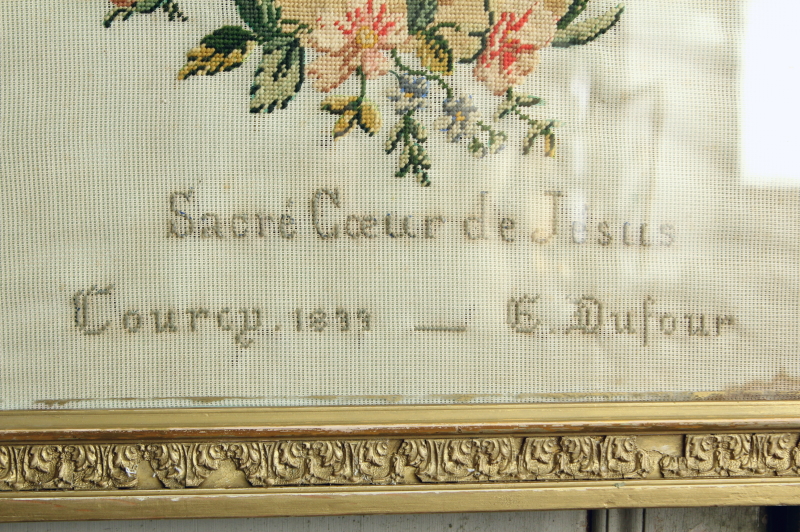 Sacré Cœur de Jésus
Courcy. 1833 — G. Dufour